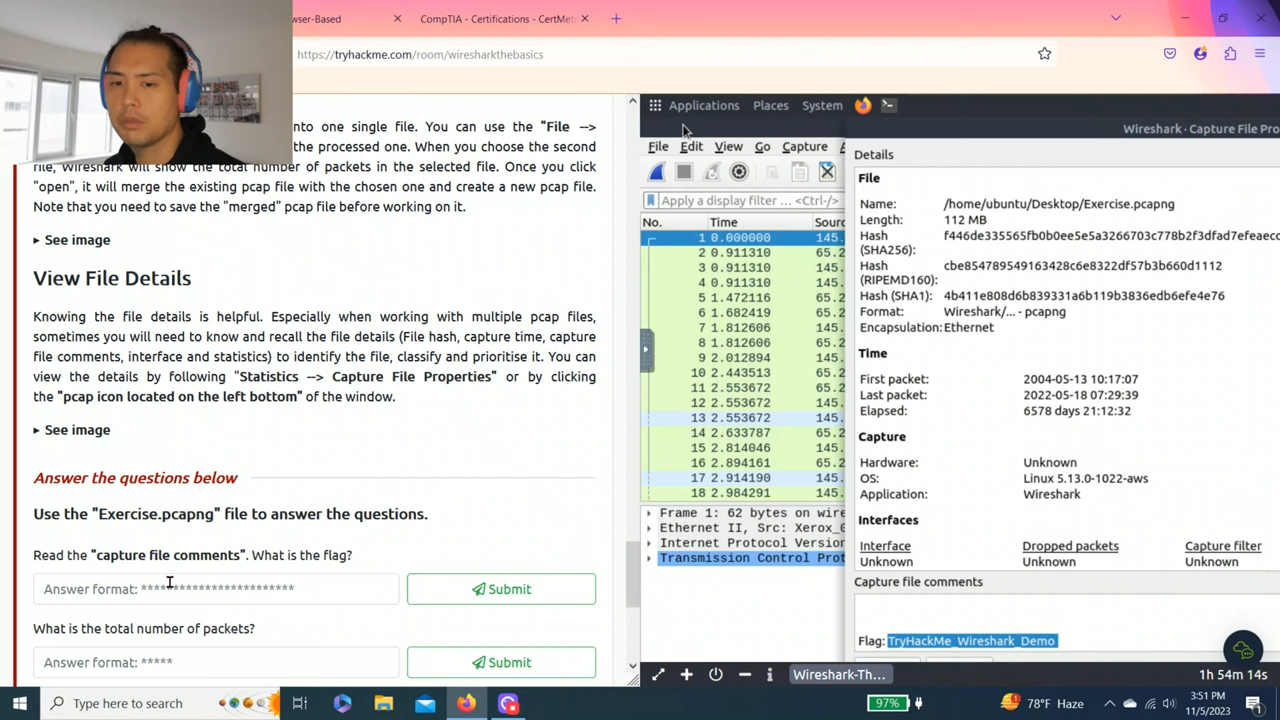 wser-Based
CompTIA - Certifications - CertMet
https://tryhackme.com/room/wiresharkthebasics
nto one single file. You can use the "File -->
the processed one. When you choose the second
file, Wireshark will show the total number of packets in the selected file. Once you click
"open", it will merge the existing pcap file with the chosen one and create a new pcap file.
Note that you need to save the "merged" pcap file before working on it.
▸ See image
View File Details
Knowing the file details is helpful. Especially when working with multiple pcap files,
sometimes you will need to know and recall the file details (File hash, capture time, capture
file comments, interface and statistics) to identify the file, classify and prioritise it. You can
view the details by following "Statistics --> Capture File Properties" or by clicking
the "pcap icon located on the left bottom" of the window.
▸ See image
Answer the questions below
Use the "Exercise.pcapng" file to answer the questions.
Read the "capture file comments". What is the flag?
Answer format: ************************
Submit
What is the total number of packets?
Answer format: *****
Submit
Applications Places System
Wireshark · Capture File Pro
File Edit View Go Capture A
Apply a display filter ... <Ctrl-/>
No. Time Sourc
1 0.000000 145.
2 0.911310 65.2
3 0.911310 145.
4 0.911310 145.
5 1.472116 65.2
6 1.682419 65.2
7 1.812606 145.
8 1.812606 65.2
9 2.012894 145.
10 2.443513 65.2
11 2.553672 145.
12 2.553672 65.2
13 2.553672 145.
14 2.633787 65.2
15 2.814046 145.
16 2.894161 65.2
17 2.914190 145.
18 2.984291 145.
Frame 1: 62 bytes on wire
Ethernet II, Src: Xerox_0
Internet Protocol Version
Transmission Control Prot
Details
File
Name: /home/ubuntu/Desktop/Exercise.pcapng
Length: 112 MB
Hash (SHA256): f446de335565fb0b0ee5e5a3266703c778b2f3dfad7efeaec
Hash (RIPEMD160): cbe854789549163428c6e8322df57b3b660d1112
Hash (SHA1): 4b411e808d6b839331a6b119b3836edb6efe4e76
Format: Wireshark/... - pcapng
Encapsulation: Ethernet
Time
First packet: 2004-05-13 10:17:07
Last packet: 2022-05-18 07:29:39
Elapsed: 6578 days 21:12:32
Capture
Hardware: Unknown
OS: Linux 5.13.0-1022-aws
Application: Wireshark
Interfaces
Interface Dropped packets Capture filter
Unknown Unknown Unknown
Capture file comments
Flag: TryHackMe_Wireshark_Demo
Wireshark-Th...
1h 54m 14s
Type here to search
97%
78°F Haze
3:51 PM
11/5/2023
1